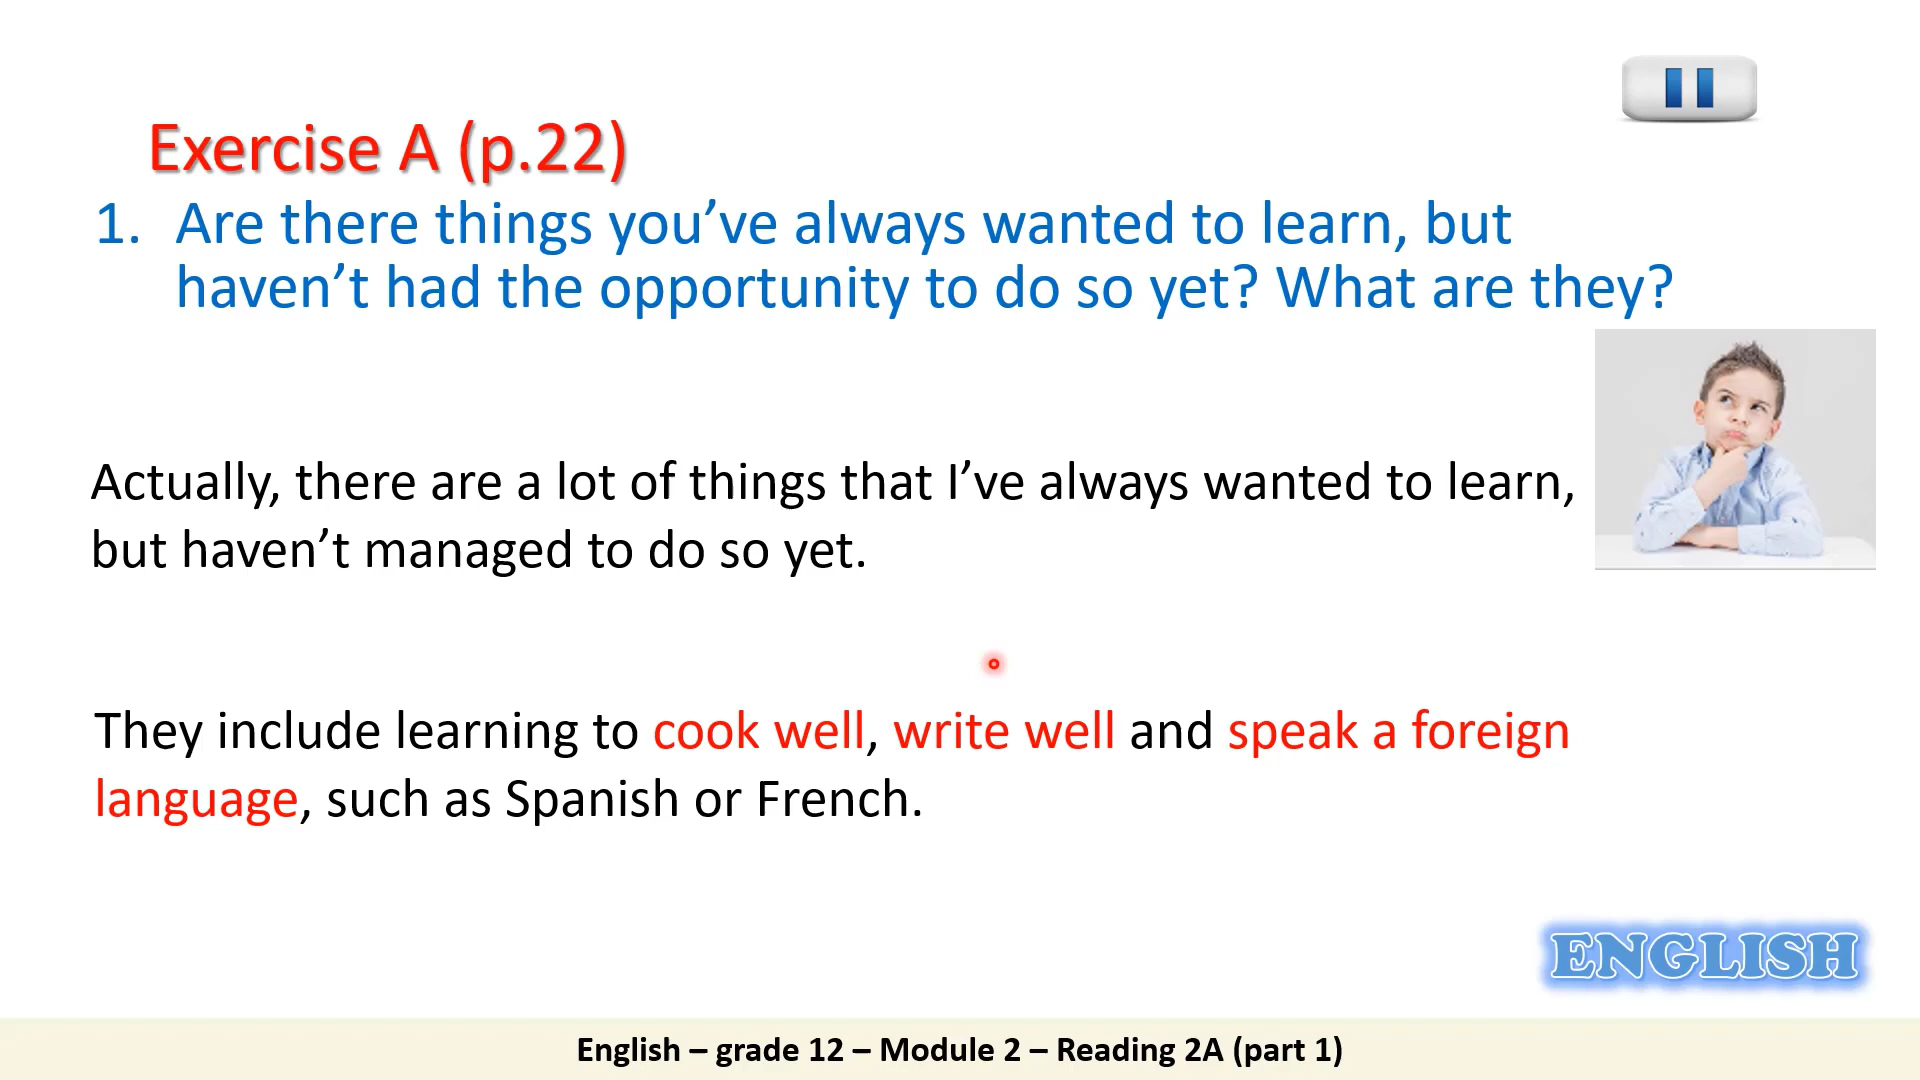 Exercise A (p.22)
1. Are there things you’ve always wanted to learn, but
haven’t had the opportunity to do so yet? What are they?
Actually, there are a lot of things that I’ve always wanted to learn,
but haven’t managed to do so yet.
They include learning to cook well, write well and speak a foreign
language, such as Spanish or French.
ENGLISH
English – grade 12 – Module 2 – Reading 2A (part 1)